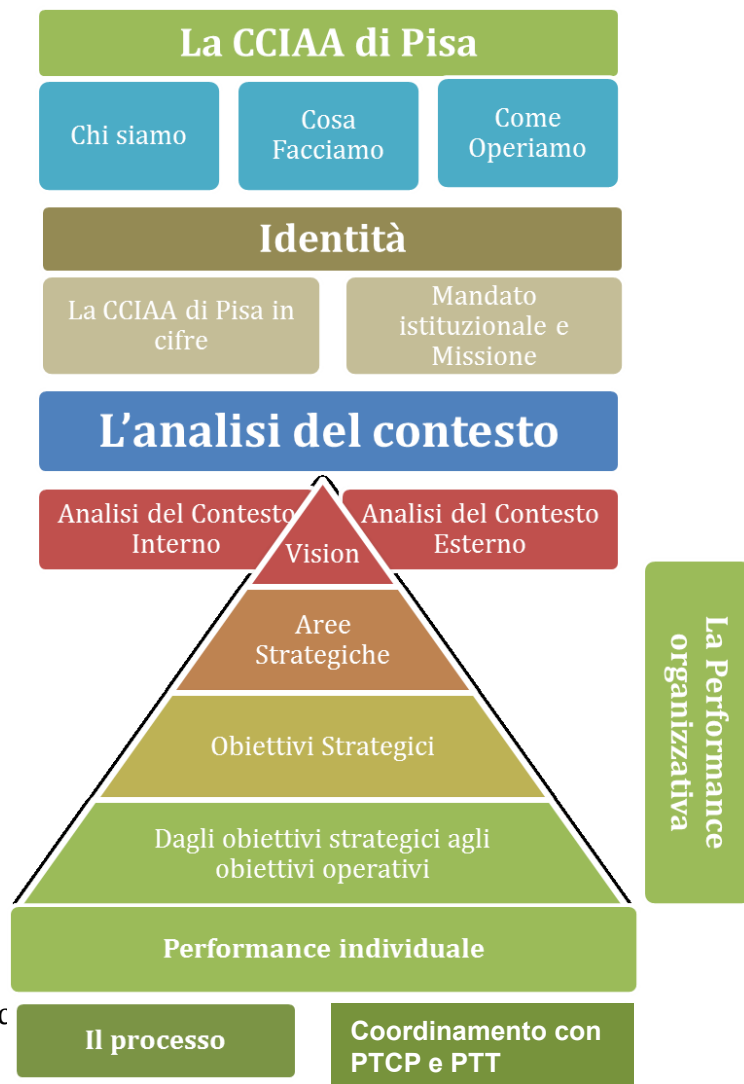 La CCIAA di Pisa
Chi siamo
Cosa
Facciamo
Come
Operiamo
Identità
La CCIAA di Pisa in
cifre
Mandato
istituzionale e
Missione
L’analisi del contesto
Analisi del Contesto
Interno
Analisi del Contesto
Esterno
Vision
Aree
Strategiche
Obiettivi Strategici
Dagli obiettivi strategici agli
obiettivi operativi
La Performance
organizzativa
Performance individuale
Il processo
Coordinamento con
PTCP e PTT